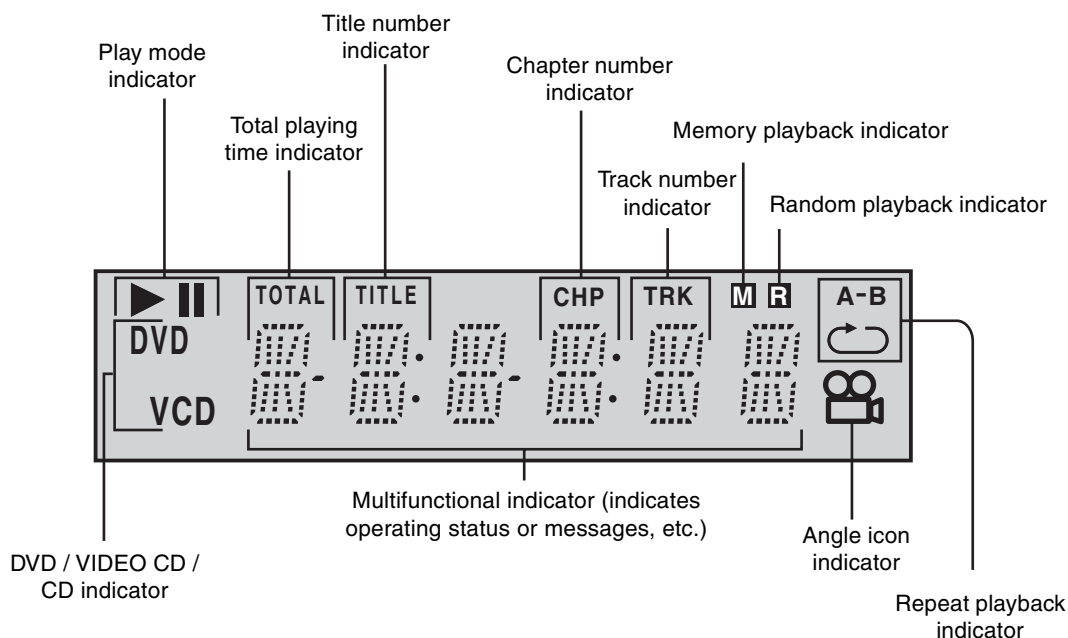 Title number
indicator
Play mode
indicator
Chapter number
indicator
Total playing
time indicator
Memory playback indicator
Track number
indicator
Random playback indicator
TOTAL TITLE CHP TRK M R A-B
DVD
VCD
Multifunctional indicator (indicates
operating status or messages, etc.)
Angle icon
indicator
DVD / VIDEO CD /
CD indicator
Repeat playback
indicator